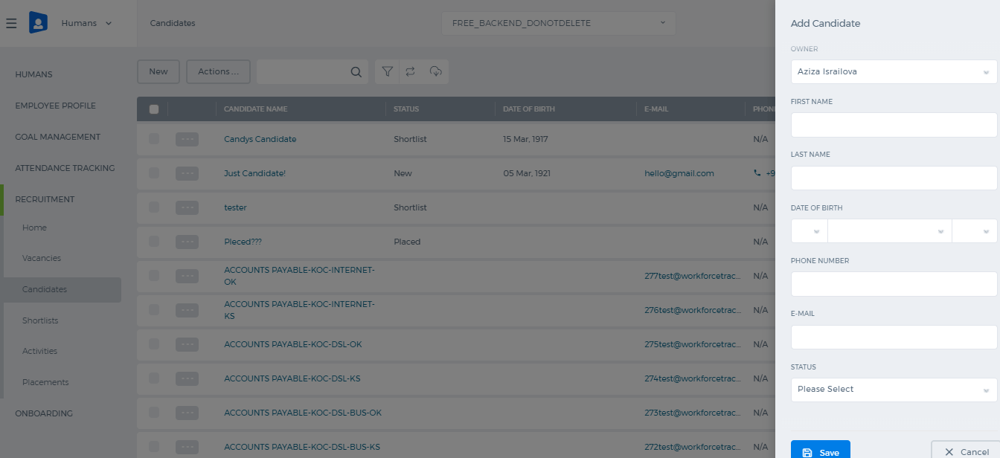 Humans
Candidates
FREE_BACKEND_DONOTDELETE
HUMANS
EMPLOYEE PROFILE
GOAL MANAGEMENT
ATTENDANCE TRACKING
RECRUITMENT
Home
Vacancies
Candidates
Shortlists
Activities
Placements
ONBOARDING
New
Actions...
CANDIDATE NAME STATUS DATE OF BIRTH E-MAIL PHON
Candys Candidate Shortlist 15 Mar, 1917 N/A
Just Candidate! New 05 Mar, 1921 hello@gmail.com +9
tester Shortlist N/A
Pleced??? Placed N/A
ACCOUNTS PAYABLE-KOC-INTERNET-
OK
277test@workforcetrac... N/A
ACCOUNTS PAYABLE-KOC-INTERNET-
KS
276test@workforcetrac... N/A
ACCOUNTS PAYABLE-KOC-DSL-OK 275test@workforcetrac... N/A
ACCOUNTS PAYABLE-KOC-DSL-KS 274test@workforcetrac... N/A
ACCOUNTS PAYABLE-KOC-DSL-BUS-OK 273test@workforcetrac... N/A
ACCOUNTS PAYABLE-KOC-DSL-BUS-KS 272test@workforcetrac... N/A
Add Candidate
OWNER
Aziza Israilova
FIRST NAME
LAST NAME
DATE OF BIRTH
PHONE NUMBER
E-MAIL
STATUS
Please Select
Save
Cancel